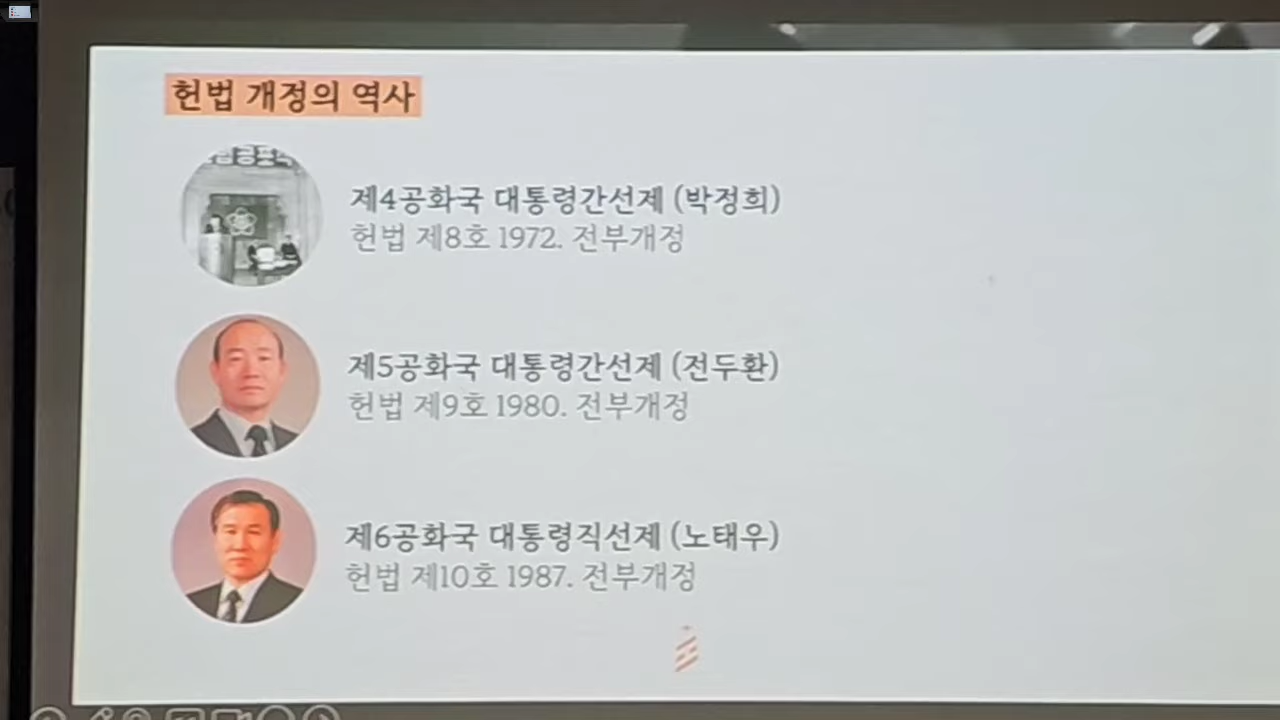 헌법 개정의 역사
제4공화국 대통령간선제 (박정희)
헌법 제8호 1972. 전부개정
제5공화국 대통령간선제 (전두환)
헌법 제9호 1980. 전부개정
제6공화국 대통령직선제 (노태우)
헌법 제10호 1987. 전부개정